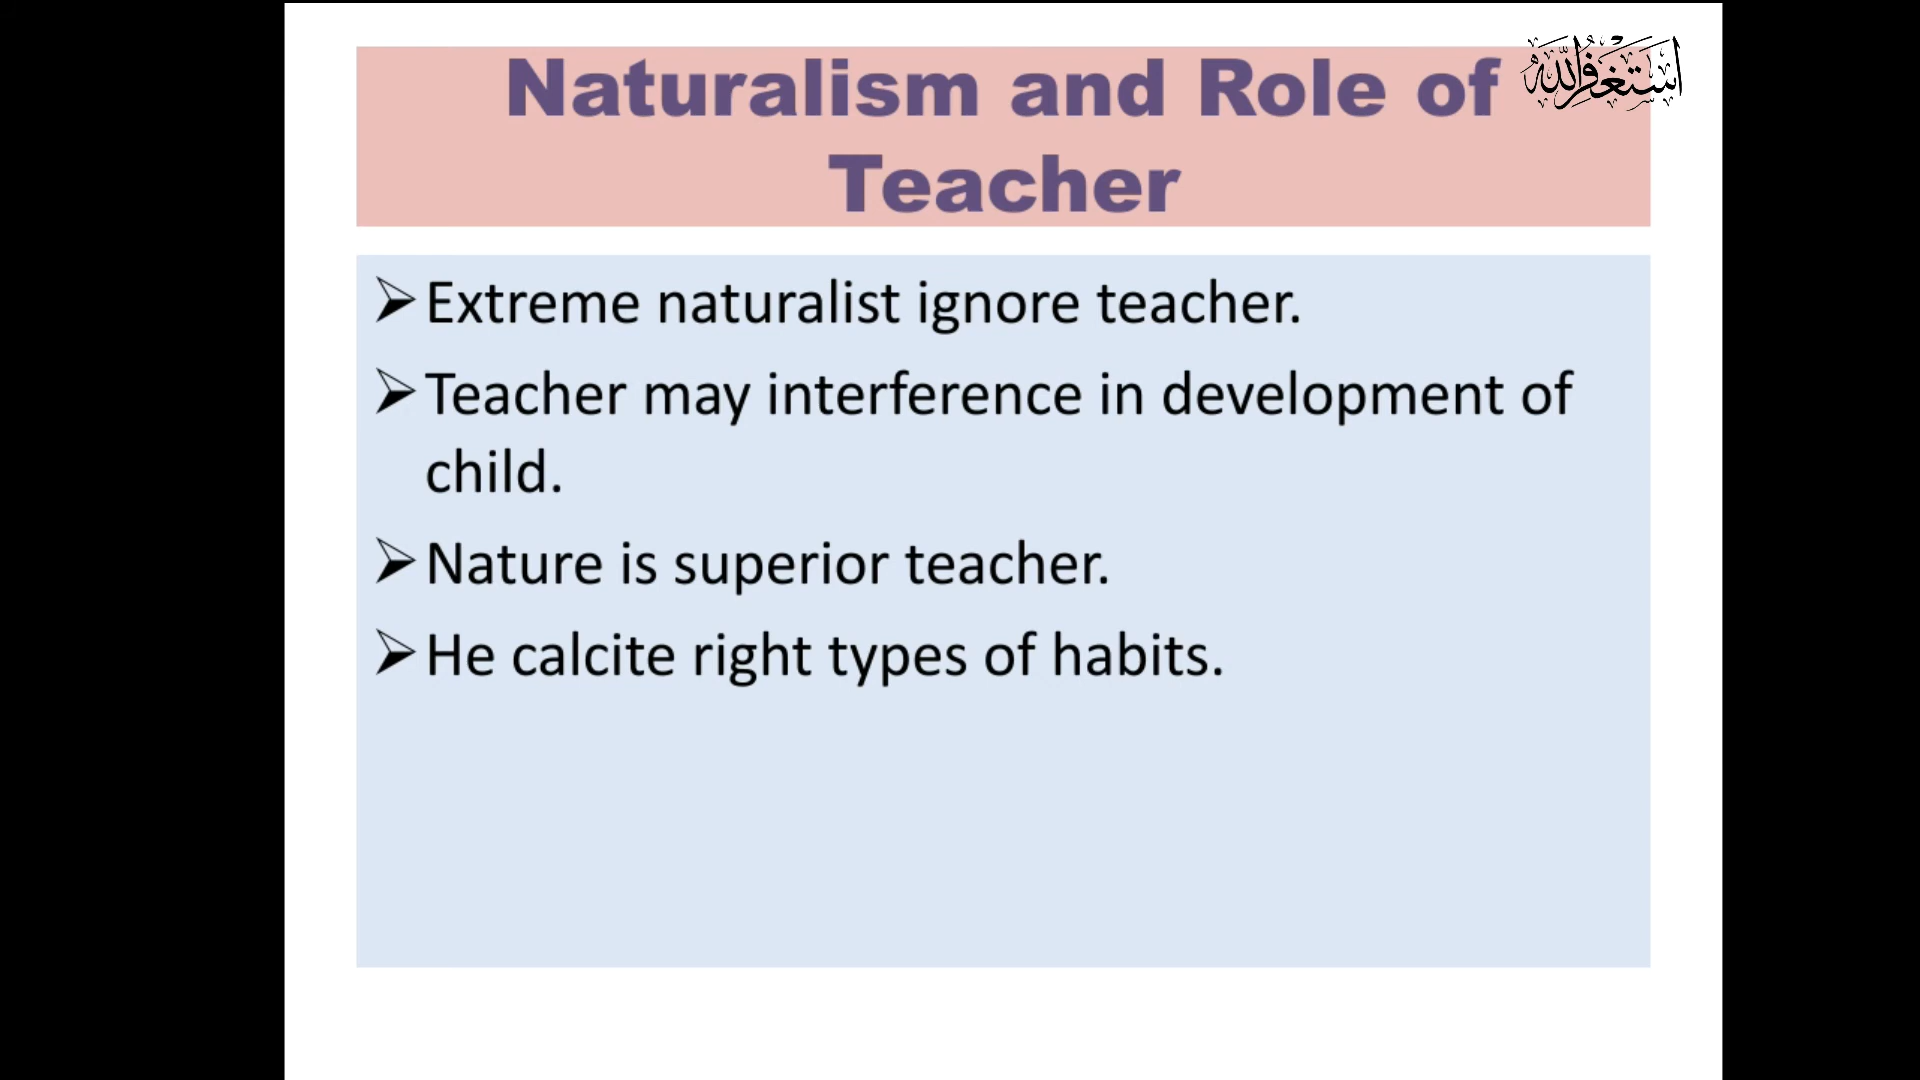 Naturalism and Role of
Teacher
أستغفر الله
➢Extreme naturalist ignore teacher.
➢Teacher may interference in development of
child.
➢Nature is superior teacher.
➢He calcite right types of habits.